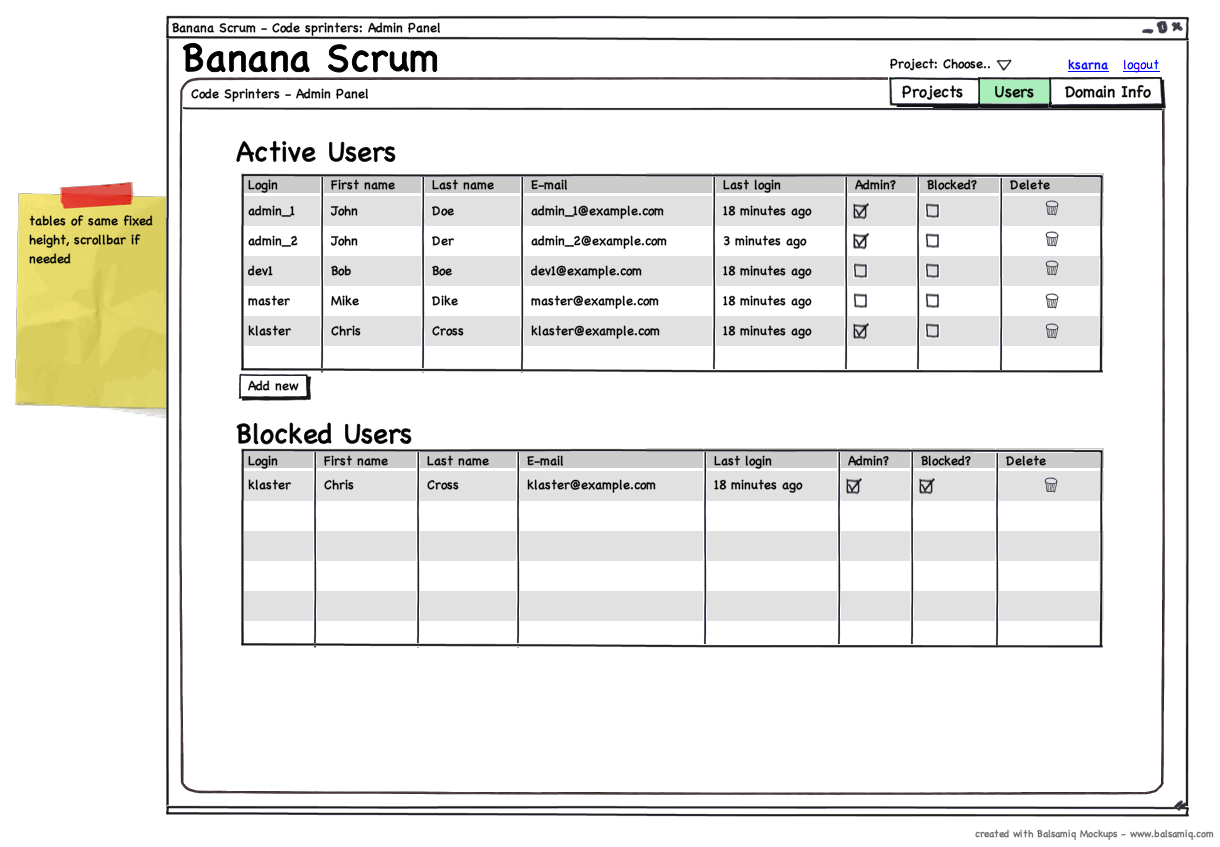 Banana Scrum - Code sprinters: Admin Panel
Banana Scrum
Project: Choose.. ksarna logout
Code Sprinters - Admin Panel
Projects Users Domain Info
Active Users
Login First name Last name E-mail Last login Admin? Blocked? Delete
admin_1 John Doe admin_1@example.com 18 minutes ago
admin_2 John Der admin_2@example.com 3 minutes ago
dev1 Bob Boe dev1@example.com 18 minutes ago
master Mike Dike master@example.com 18 minutes ago
klaster Chris Cross klaster@example.com 18 minutes ago
Add new
tables of same fixed
height, scrollbar if
needed
Blocked Users
Login First name Last name E-mail Last login Admin? Blocked? Delete
klaster Chris Cross klaster@example.com 18 minutes ago
created with Balsamiq Mockups - www.balsamiq.com